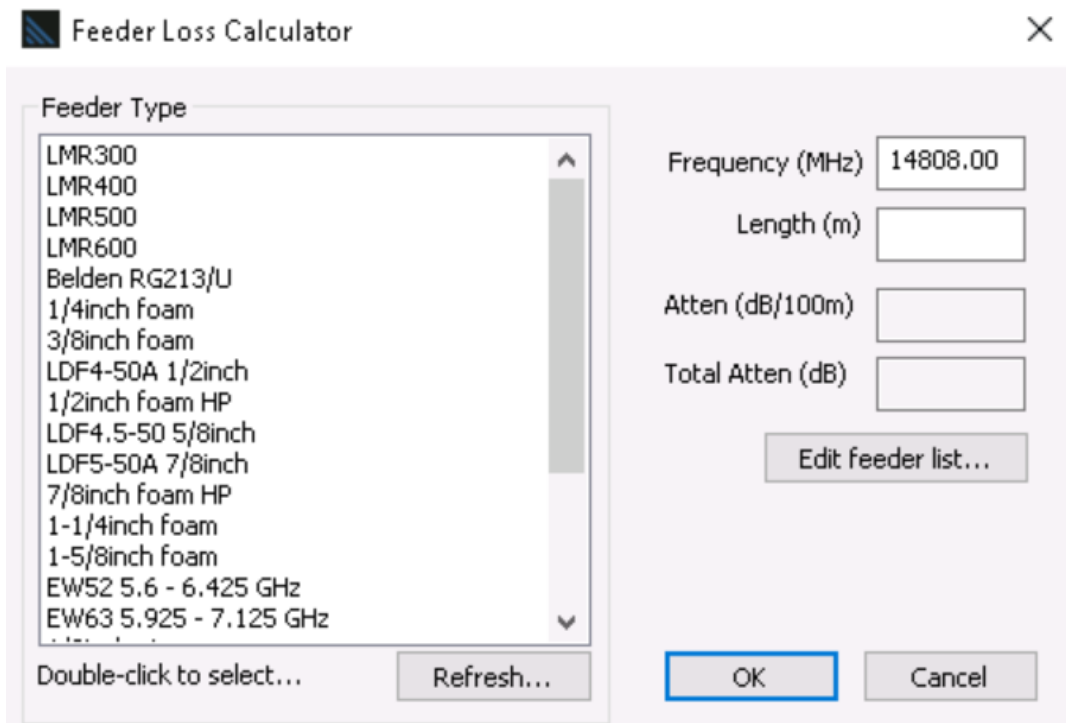 Feeder Loss Calculator
Feeder Type
LMR300
LMR400
LMR500
LMR600
Belden RG213/U
1/4inch foam
3/8inch foam
LDF4-50A 1/2inch
1/2inch foam HP
LDF4.5-50 5/8inch
LDF5-50A 7/8inch
7/8inch foam HP
1-1/4inch foam
1-5/8inch foam
EW52 5.6 - 6.425 GHz
EW63 5.925 - 7.125 GHz
Double-click to select...
Refresh...
Frequency (MHz) 14808.00
Length (m)
Atten (dB/100m)
Total Atten (dB)
Edit feeder list...
OK
Cancel